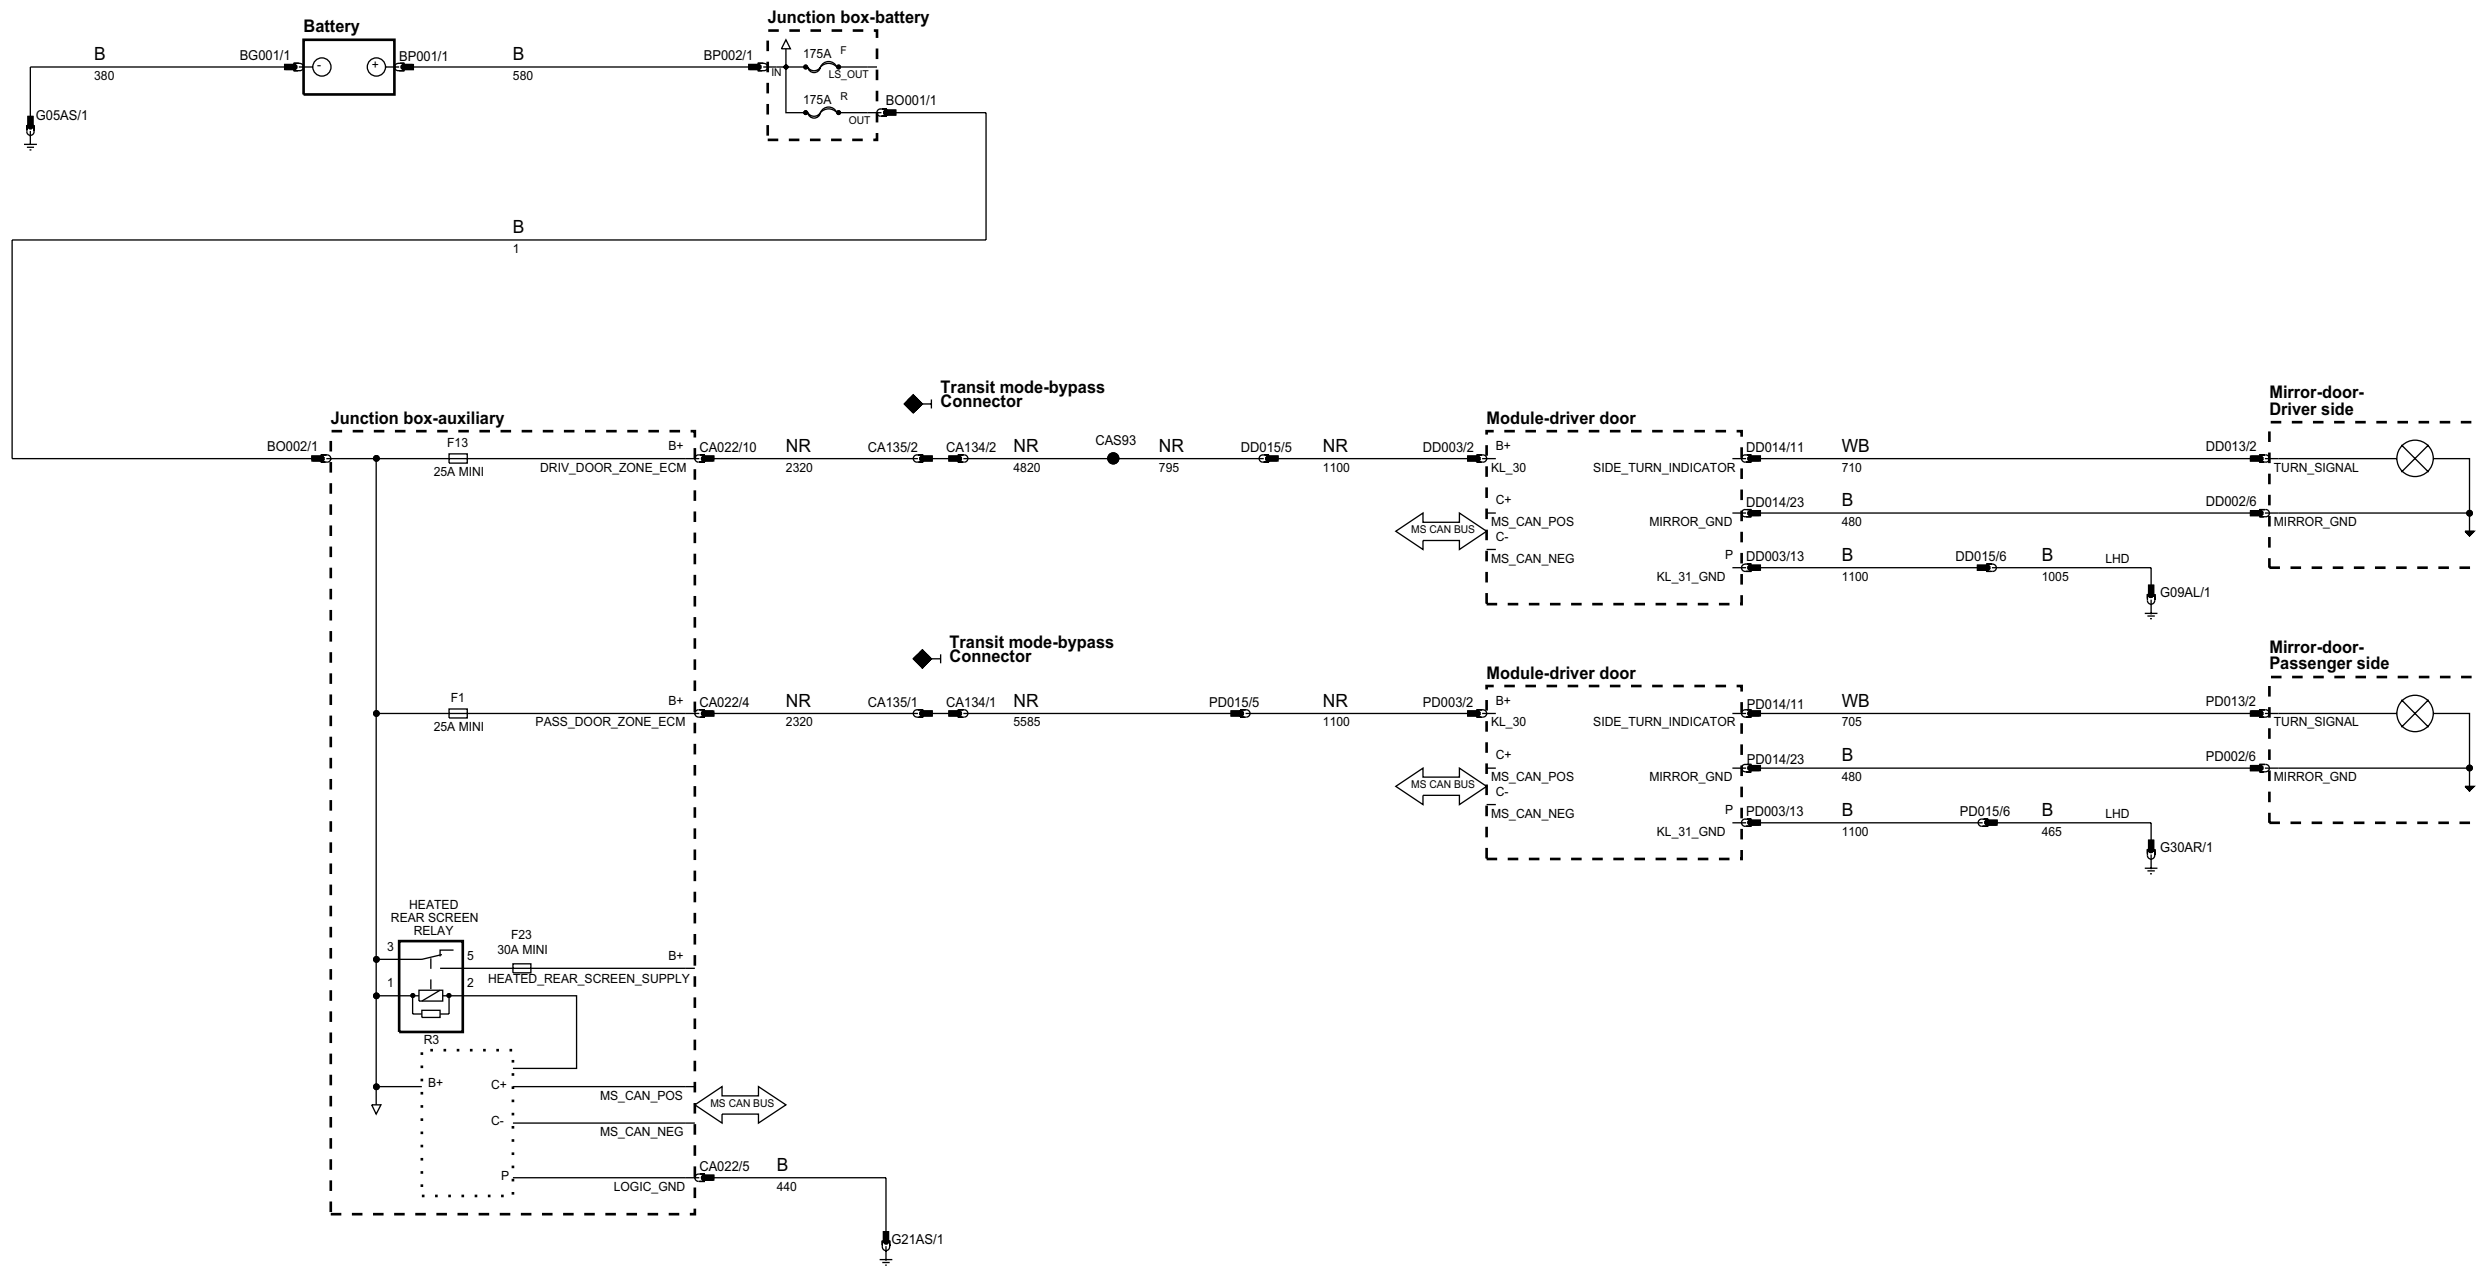 Battery
Junction box-battery
B
380
BG001/1
-
+
BP001/1
B
580
BP002/1
IN
175A F
LS_OUT
175A R
OUT
BO001/1
G05AS/1
B
1
Junction box-auxiliary
BO002/1
F13
25A MINI
B+
DRIV_DOOR_ZONE_ECM
CA022/10
NR
2320
Transit mode-bypass
Connector
CA135/2
CA134/2
NR
4820
CAS93
NR
795
DD015/5
NR
1100
DD003/2
Module-driver door
B+
KL_30
C+
MS_CAN_POS
C-
MS_CAN_NEG
MS CAN BUS
SIDE_TURN_INDICATOR
MIRROR_GND
P
KL_31_GND
DD014/11
WB
710
DD013/2
DD014/23
B
480
DD002/6
DD003/13
B
1100
DD015/6
B
1005
LHD
G09AL/1
Mirror-door-
Driver side
TURN_SIGNAL
MIRROR_GND
F1
25A MINI
B+
PASS_DOOR_ZONE_ECM
CA022/4
NR
2320
Transit mode-bypass
Connector
CA135/1
CA134/1
NR
5585
PD015/5
NR
1100
PD003/2
Module-driver door
B+
KL_30
C+
MS_CAN_POS
C-
MS_CAN_NEG
MS CAN BUS
SIDE_TURN_INDICATOR
MIRROR_GND
P
KL_31_GND
PD014/11
WB
705
PD013/2
PD014/23
B
480
PD002/6
PD003/13
B
1100
PD015/6
B
465
LHD
G30AR/1
Mirror-door-
Passenger side
TURN_SIGNAL
MIRROR_GND
HEATED
REAR SCREEN
RELAY
3
5
1
2
R3
F23
30A MINI
B+
HEATED_REAR_SCREEN_SUPPLY
B+
C+
MS_CAN_POS
C-
MS_CAN_NEG
MS CAN BUS
P
LOGIC_GND
CA022/5
B
440
G21AS/1